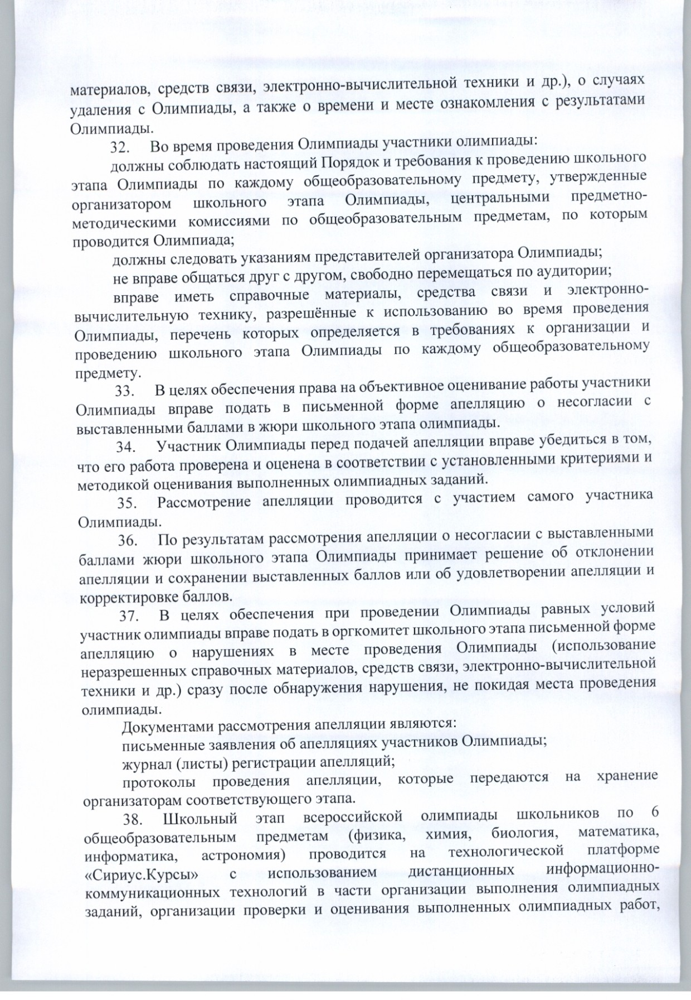 материалов, средств связи, электронно-вычислительной техники и др.), о случаях
удаления с Олимпиады, а также о времени и месте ознакомления с результатами
Олимпиады.
32. Во время проведения Олимпиады участники олимпиады:
должны соблюдать настоящий Порядок и требования к проведению школьного
этапа Олимпиады по каждому общеобразовательному предмету, утвержденные
организатором школьного этапа Олимпиады, центральными предметно-
методическими комиссиями по общеобразовательным предметам, по которым
проводится Олимпиада;
должны следовать указаниям представителей организатора Олимпиады;
не вправе общаться друг с другом, свободно перемещаться по аудитории;
вправе иметь справочные материалы, средства связи и электронно-
вычислительную технику, разрешённые к использованию во время проведения
Олимпиады, перечень которых определяется в требованиях к организации и
проведению школьного этапа Олимпиады по каждому общеобразовательному
предмету.
33. В целях обеспечения права на объективное оценивание работы участники
Олимпиады вправе подать в письменной форме апелляцию о несогласии с
выставленными баллами в жюри школьного этапа олимпиады.
34. Участник Олимпиады перед подачей апелляции вправе убедиться в том,
что его работа проверена и оценена в соответствии с установленными критериями и
методикой оценивания выполненных олимпиадных заданий.
35. Рассмотрение апелляции проводится с участием самого участника
Олимпиады.
36. По результатам рассмотрения апелляции о несогласии с выставленными
баллами жюри школьного этапа Олимпиады принимает решение об отклонении
апелляции и сохранении выставленных баллов или об удовлетворении апелляции и
корректировке баллов.
37. В целях обеспечения при проведении Олимпиады равных условий
участник олимпиады вправе подать в оргкомитет школьного этапа письменной форме
апелляцию о нарушениях в месте проведения Олимпиады (использование
неразрешенных справочных материалов, средств связи, электронно-вычислительной
техники и др.) сразу после обнаружения нарушения, не покидая места проведения
олимпиады.
Документами рассмотрения апелляции являются:
письменные заявления об апелляциях участников Олимпиады;
журнал (листы) регистрации апелляций;
протоколы проведения апелляции, которые передаются на хранение
организаторам соответствующего этапа.
38. Школьный этап всероссийской олимпиады школьников по 6
общеобразовательным предметам (физика, химия, биология, математика,
информатика, астрономия) проводится на технологической платформе
«Сириус.Курсы» с использованием дистанционных информационно-
коммуникационных технологий в части организации выполнения олимпиадных
заданий, организации проверки и оценивания выполненных олимпиадных работ,